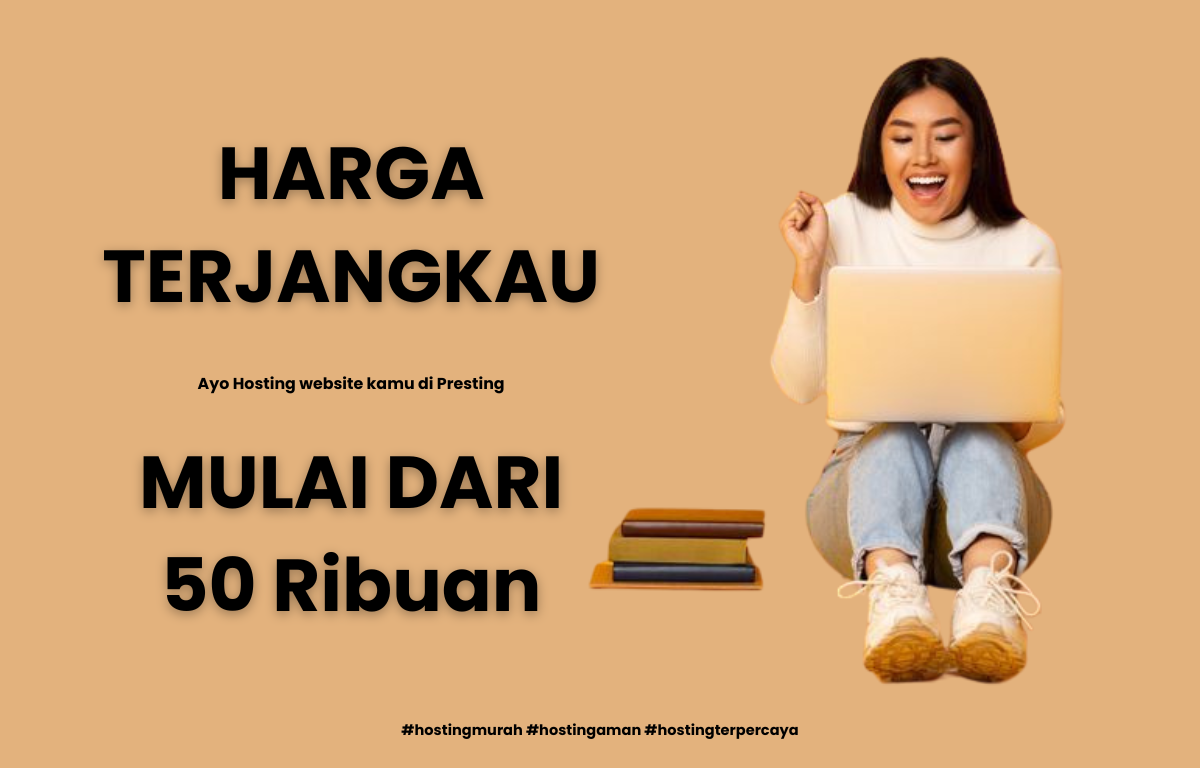 HARGA
TERJANGKAU
Ayo Hosting website kamu di Presting
MULAI DARI
50 Ribuan
#hostingmurah #hostingaman #hostingterpercaya